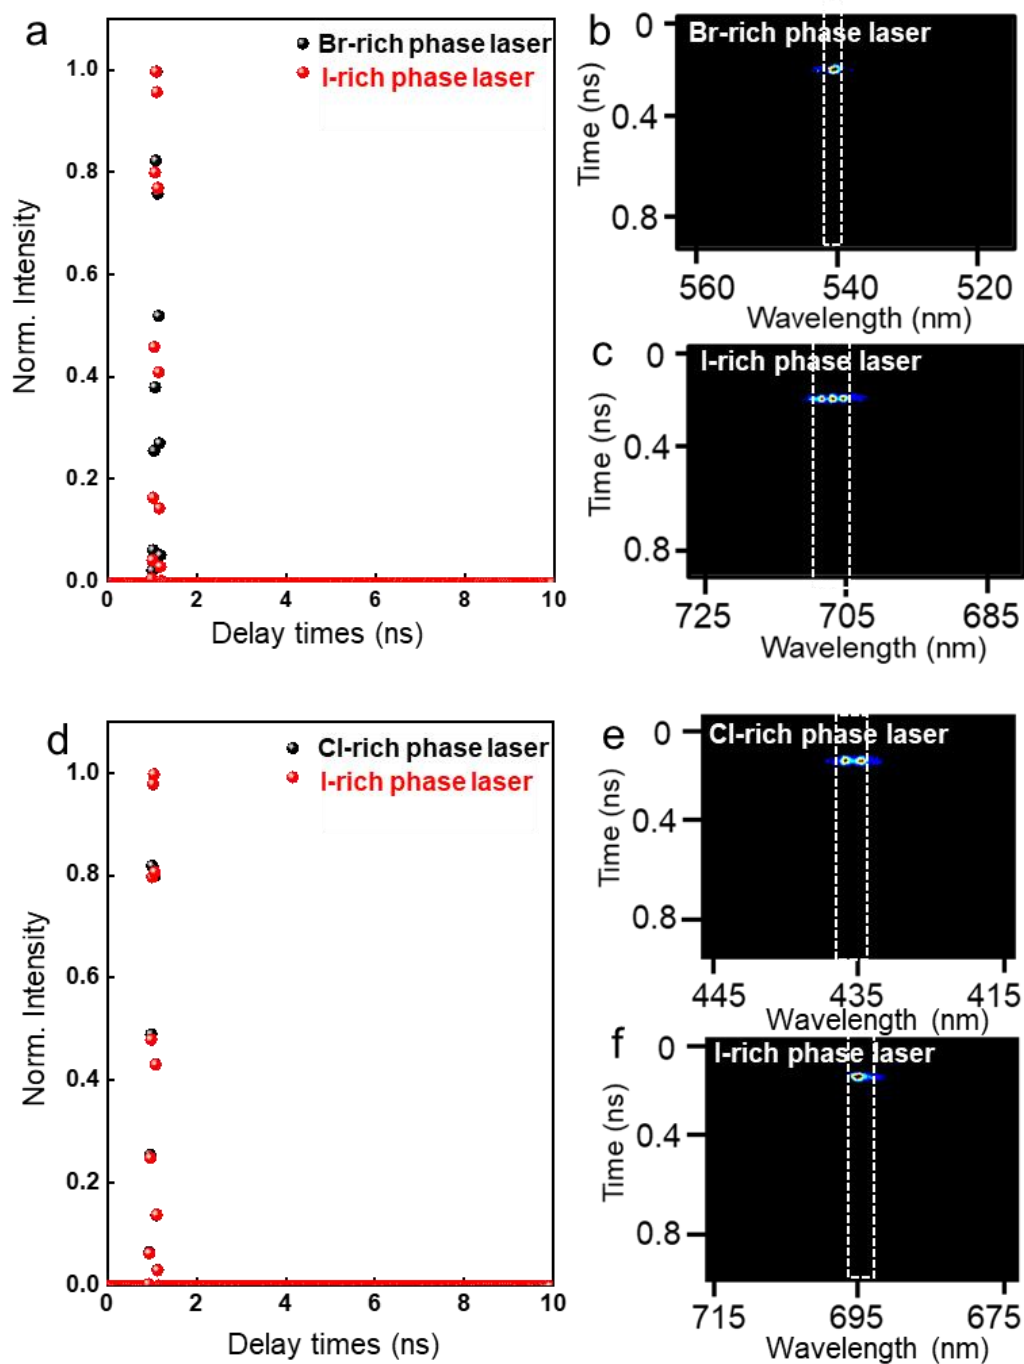 a
Br-rich phase laser
I-rich phase laser
1.0
0.8
0.6
0.4
0.2
0.0
Norm. Intensity
0 2 4 6 8 10
Delay times (ns)
b
Br-rich phase laser
0
0.4
0.8
Time (ns)
560 540 520
Wavelength (nm)
c
I-rich phase laser
0
0.4
0.8
Time (ns)
725 705 685
Wavelength (nm)
d
Cl-rich phase laser
I-rich phase laser
1.0
0.8
0.6
0.4
0.2
0.0
Norm. Intensity
0 2 4 6 8 10
Delay times (ns)
e
Cl-rich phase laser
0
0.4
0.8
Time (ns)
445 435 415
Wavelength (nm)
f
I-rich phase laser
0
0.4
0.8
Time (ns)
715 695 675
Wavelength (nm)